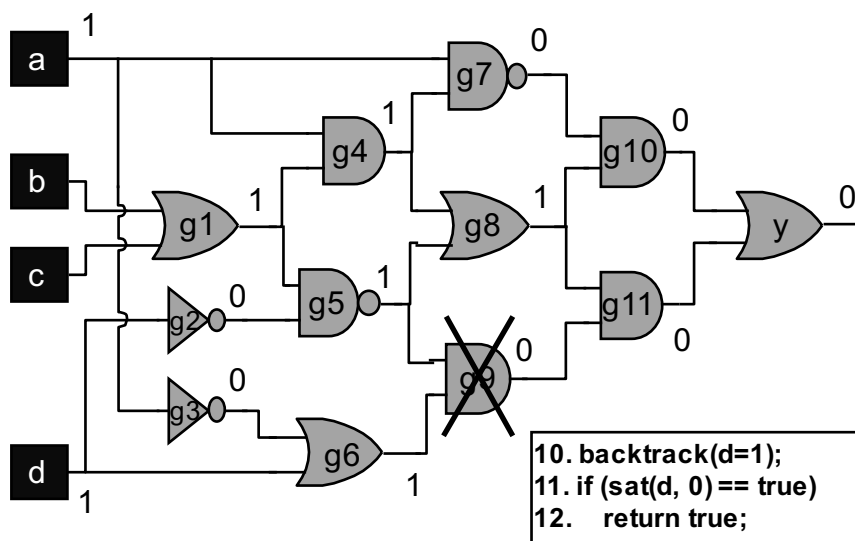 1
a
0
g7
1
g4
0
g10
b
1
g1
1
g8
0
y
c
0
g2
1
g5
g11
0
0
g3
0
g9
d
1
g6
1
10. backtrack(d=1);
11. if (sat(d, 0) == true)
12. return true;